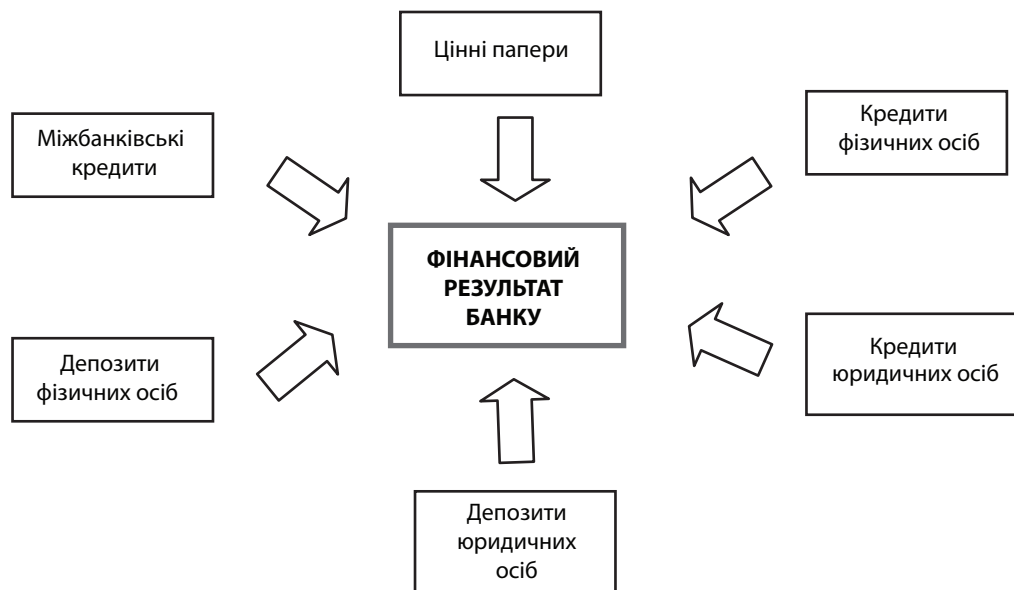 Цінні папери
Міжбанківські
кредити
Кредити
фізичних осіб
ФІНАНСОВИЙ
РЕЗУЛЬТАТ
БАНКУ
Депозити
фізичних осіб
Кредити
юридичних осіб
Депозити
юридичних
осіб